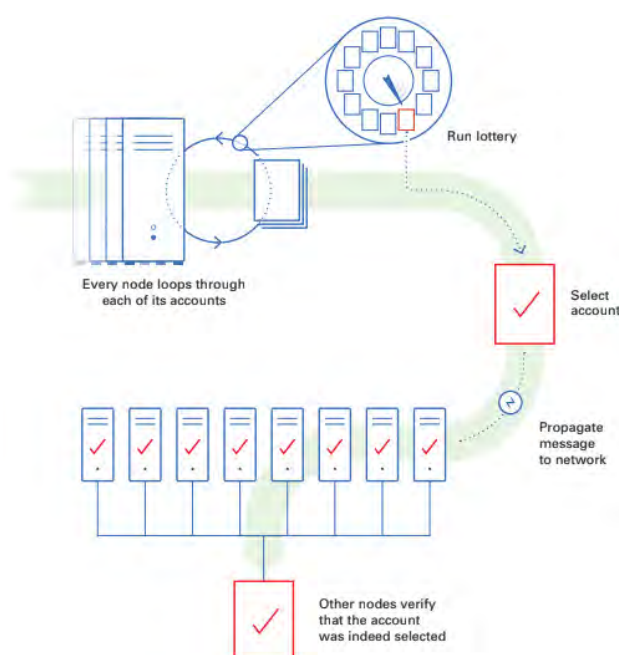 Run lottery
Every node loops through
each of its accounts
Select
account
Propagate
message
to network
Other nodes verify
that the account
was indeed selected